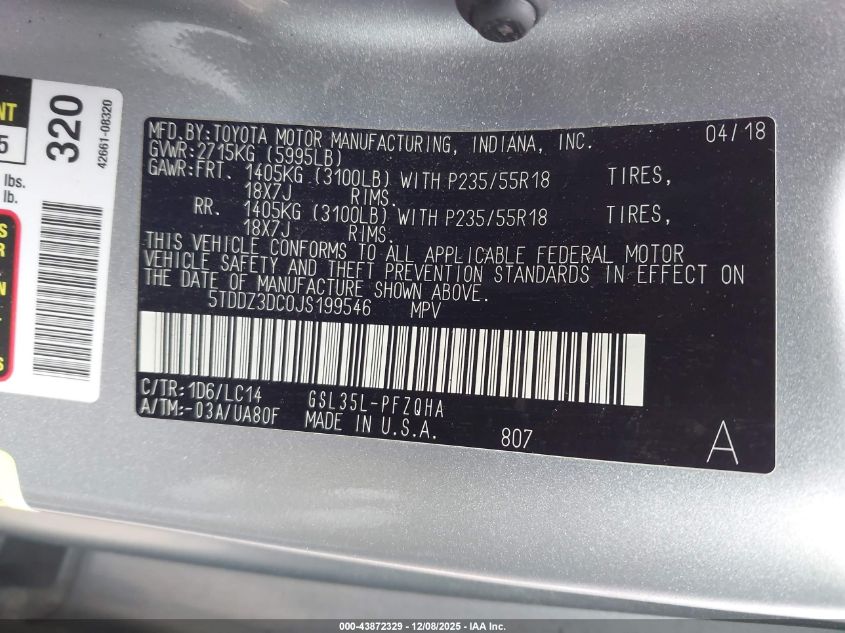 NT
5
lbs.
lb.
S
R
N
S
320
42661-08320
MFD.BY:TOYOTA MOTOR MANUFACTURING, INDIANA, INC. 04/18
GVWR:2715KG (5995LB)
GAWR:FRT. 1405KG (3100LB) WITH P235/55R18 TIRES,
18X7J RIMS.
RR. 1405KG (3100LB) WITH P235/55R18 TIRES,
18X7J RIMS.
THIS VEHICLE CONFORMS TO ALL APPLICABLE FEDERAL MOTOR
VEHICLE SAFETY AND THEFT PREVENTION STANDARDS IN EFFECT ON
THE DATE OF MANUFACTURE SHOWN ABOVE.
5TDDZ3DC0JS199546 MPV
C/TR:1D6/LC14 GSL35L-PFZQHA
A/TM:-03A/UA80F MADE IN U.S.A. 807 A
000-43872329 - 12/08/2025 - IAA Inc.